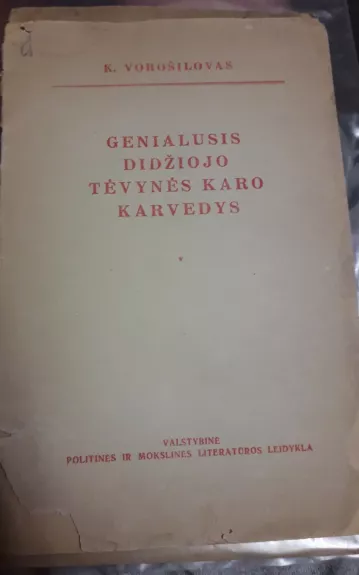 K. VOROŠILOVAS
GENIALUSIS
DIDŽIOJO
TĖVYNĖS KARO
KARVEDYS
VALSTYBINĖ
POLITINĖS IR MOKSLINĖS LITERATŪROS LEIDYKLA